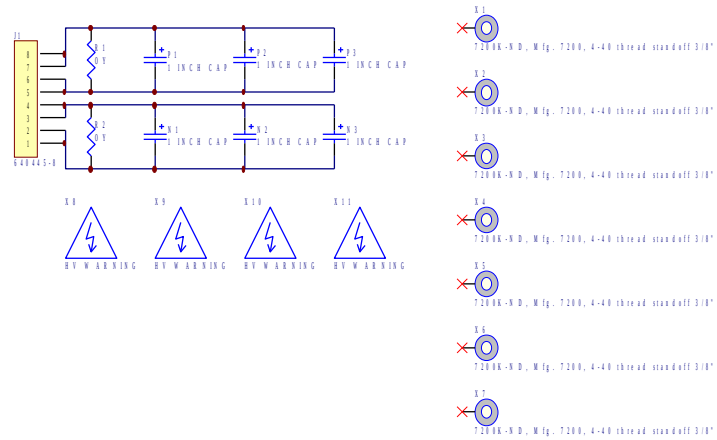 J1
8
7
6
5
4
3
2
1
640445-8
R1
OY
P1
1 INCH CAP
P2
1 INCH CAP
P3
1 INCH CAP
R2
OY
N1
1 INCH CAP
N2
1 INCH CAP
N3
1 INCH CAP
X8
HV WARNING
X9
HV WARNING
X10
HV WARNING
X11
HV WARNING
X1
7200K-ND, Mfg. 7200, 4-40 thread standoff 3/8"
X2
7200K-ND, Mfg. 7200, 4-40 thread standoff 3/8"
X3
7200K-ND, Mfg. 7200, 4-40 thread standoff 3/8"
X4
7200K-ND, Mfg. 7200, 4-40 thread standoff 3/8"
X5
7200K-ND, Mfg. 7200, 4-40 thread standoff 3/8"
X6
7200K-ND, Mfg. 7200, 4-40 thread standoff 3/8"
X7
7200K-ND, Mfg. 7200, 4-40 thread standoff 3/8"